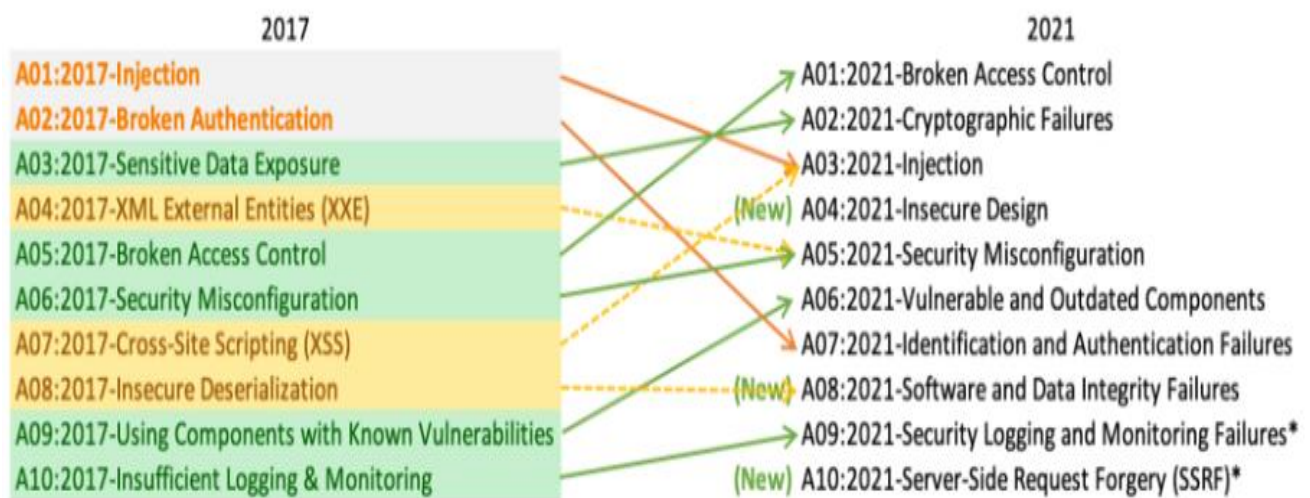 2017
A01:2017-Injection
A02:2017-Broken Authentication
A03:2017-Sensitive Data Exposure
A04:2017-XML External Entities (XXE)
A05:2017-Broken Access Control
A06:2017-Security Misconfiguration
A07:2017-Cross-Site Scripting (XSS)
A08:2017-Insecure Deserialization
A09:2017-Using Components with Known Vulnerabilities
A10:2017-Insufficient Logging & Monitoring
2021
A01:2021-Broken Access Control
A02:2021-Cryptographic Failures
A03:2021-Injection
(New) A04:2021-Insecure Design
A05:2021-Security Misconfiguration
A06:2021-Vulnerable and Outdated Components
A07:2021-Identification and Authentication Failures
(New) A08:2021-Software and Data Integrity Failures
A09:2021-Security Logging and Monitoring Failures*
(New) A10:2021-Server-Side Request Forgery (SSRF)*